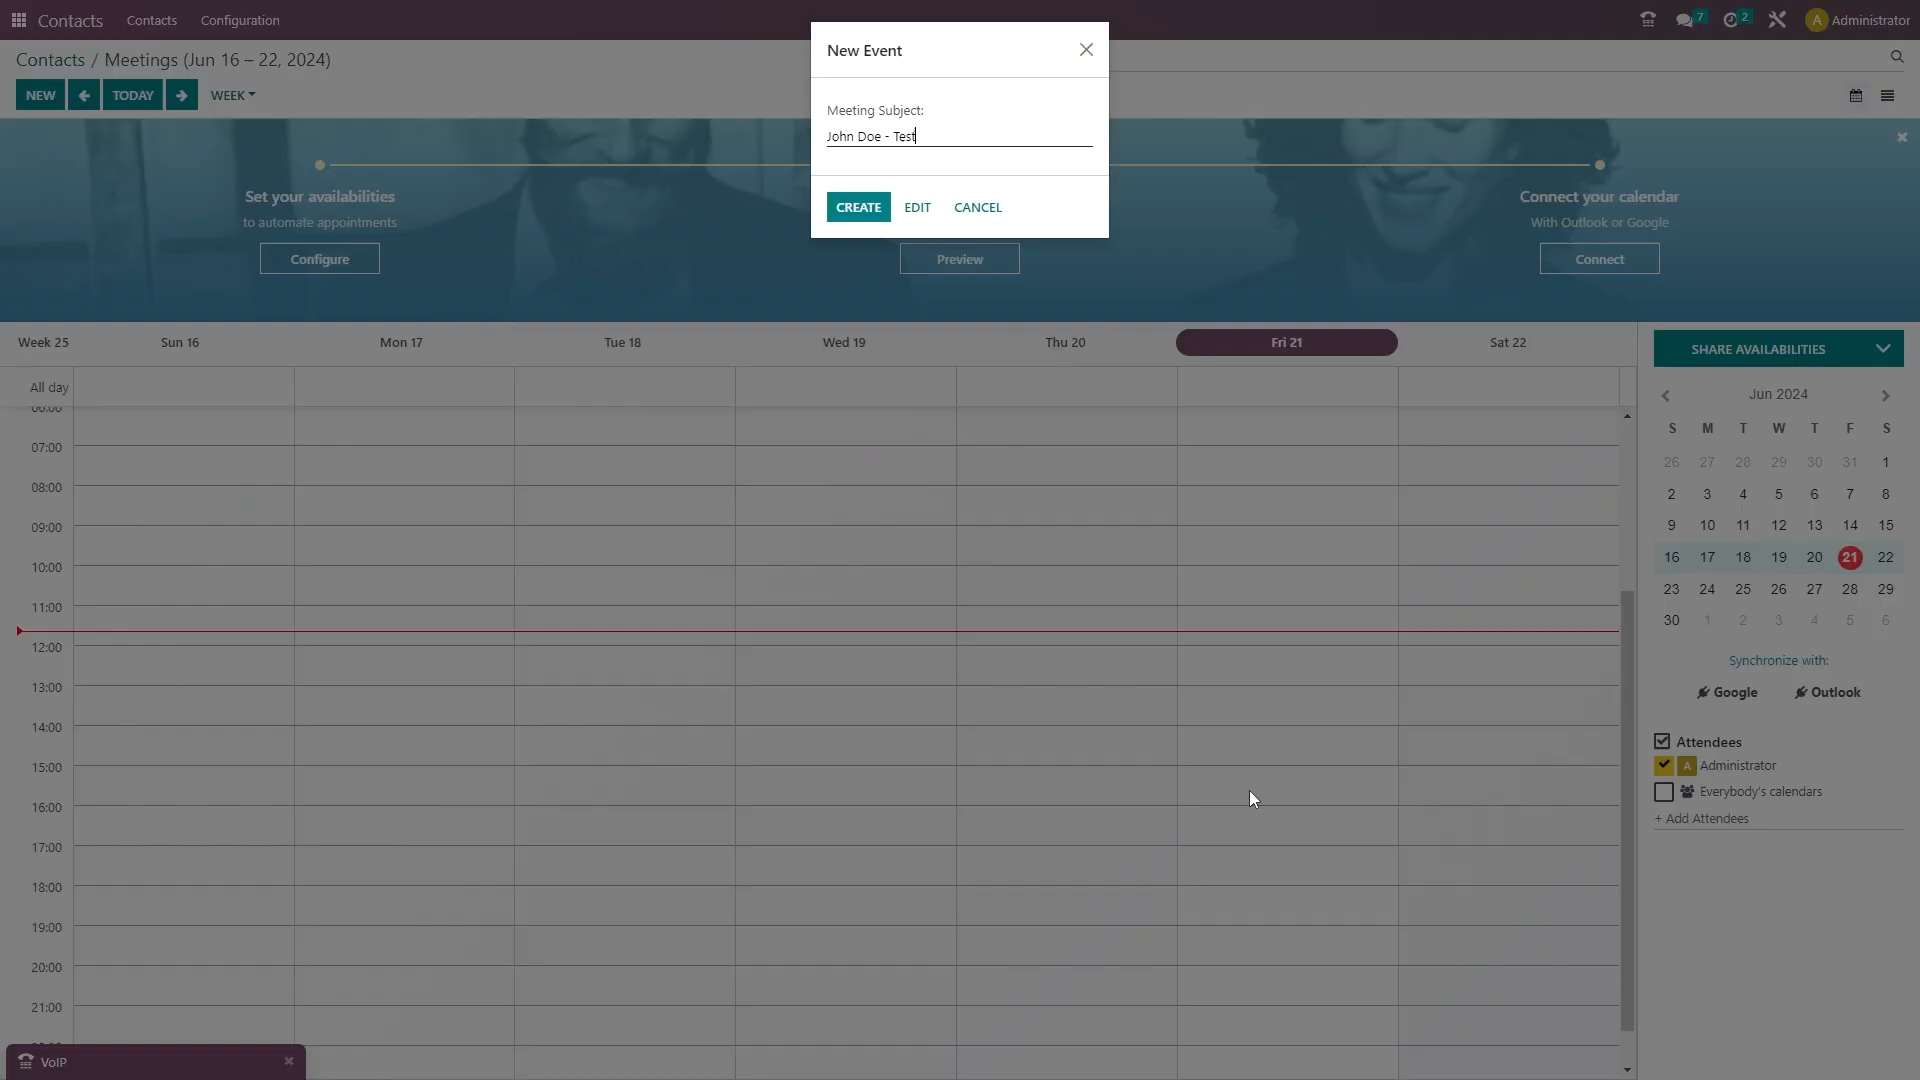 Contacts Contacts Configuration 7 2 A Administrator
Contacts / Meetings (Jun 16 – 22, 2024)
NEW TODAY WEEK
New Event
Meeting Subject:
John Doe - Test
CREATE EDIT CANCEL
Set your availabilities
to automate appointments
Configure
Preview
Connect your calendar
With Outlook or Google
Connect
Week 25 Sun 16 Mon 17 Tue 18 Wed 19 Thu 20 Fri 21 Sat 22
All day
06:00
07:00
08:00
09:00
10:00
11:00
12:00
13:00
14:00
15:00
16:00
17:00
18:00
19:00
20:00
21:00
SHARE AVAILABILITIES
Jun 2024
S M T W T F S
26 27 28 29 30 31 1
2 3 4 5 6 7 8
9 10 11 12 13 14 15
16 17 18 19 20 21 22
23 24 25 26 27 28 29
30 1 2 3 4 5 6
Synchronize with:
Google Outlook
Attendees
A Administrator
Everybody's calendars
+ Add Attendees
VoIP